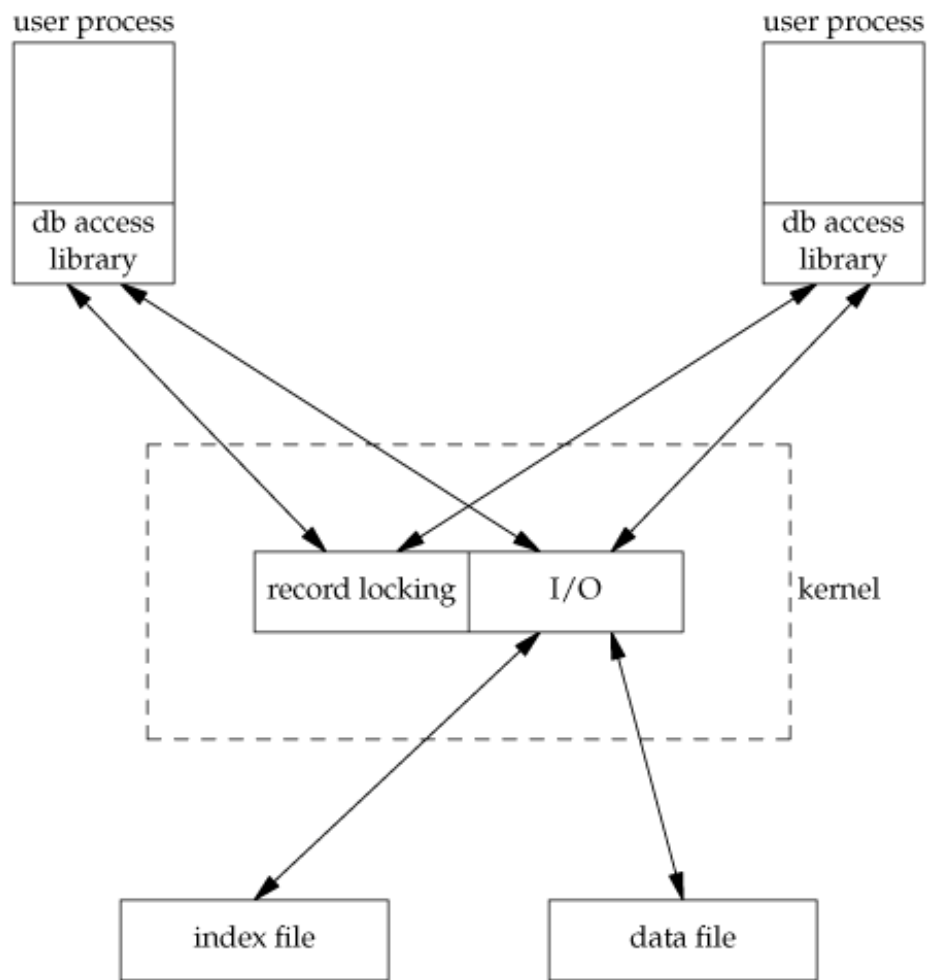 user process
user process
db access
library
db access
library
record locking
I/O
kernel
index file
data file